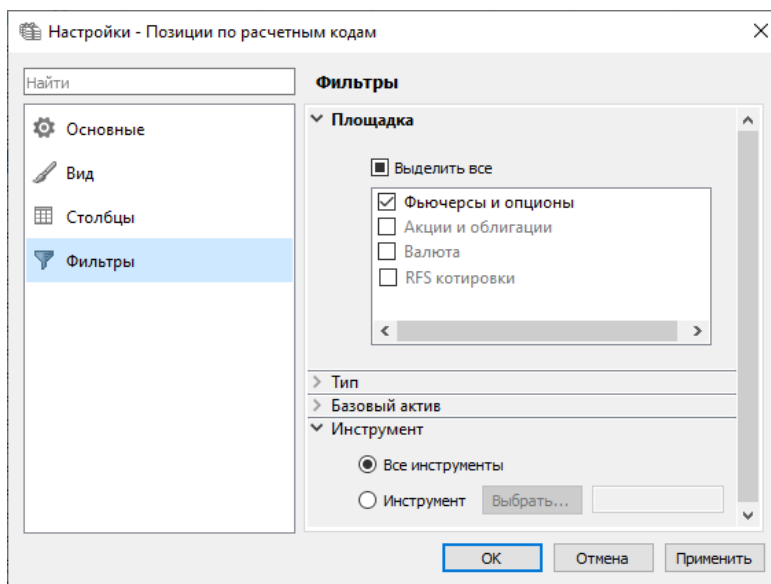 Настройки - Позиции по расчетным кодам
Найти
Основные
Вид
Столбцы
Фильтры
Фильтры
Площадка
Выделить все
Фьючерсы и опционы
Акции и облигации
Валюта
RFS котировки
Тип
Базовый актив
Инструмент
Все инструменты
Инструмент Выбрать...
ОК Отмена Применить